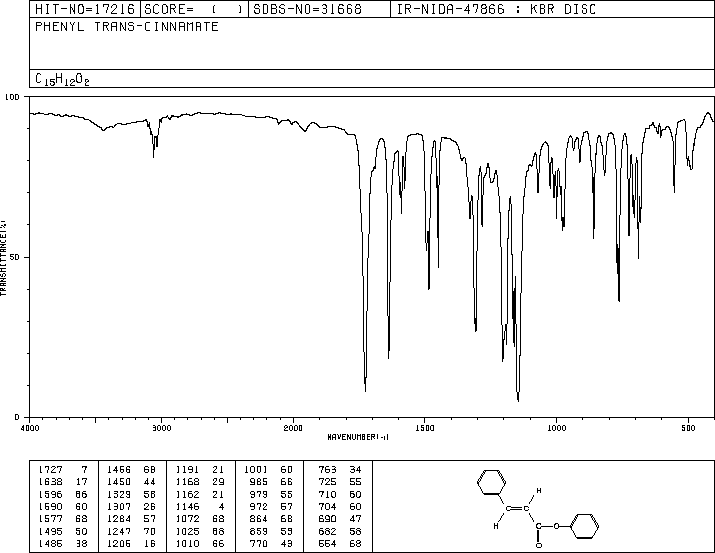 HIT-NO=17216 SCORE= ( ) SDBS-NO=31668 IR-NIDA-47866 : KBR DISC
PHENYL TRANS-CINNAMATE
C15H12O2
100
50
0
TRANSMITTANCE(%)
4000 3000 2000 1500 1000 500
WAVENUMBER(-1)
1727 7 1466 68 1191 21 1001 60 763 34
1638 17 1450 44 1168 29 985 66 725 55
1596 66 1329 58 1162 21 979 55 710 60
1590 60 1307 26 1146 4 972 57 704 60
1577 68 1284 57 1072 68 864 68 690 47
1495 50 1247 70 1025 68 859 53 682 58
1486 38 1205 16 1010 66 770 49 554 68
H
C C
H C O
O